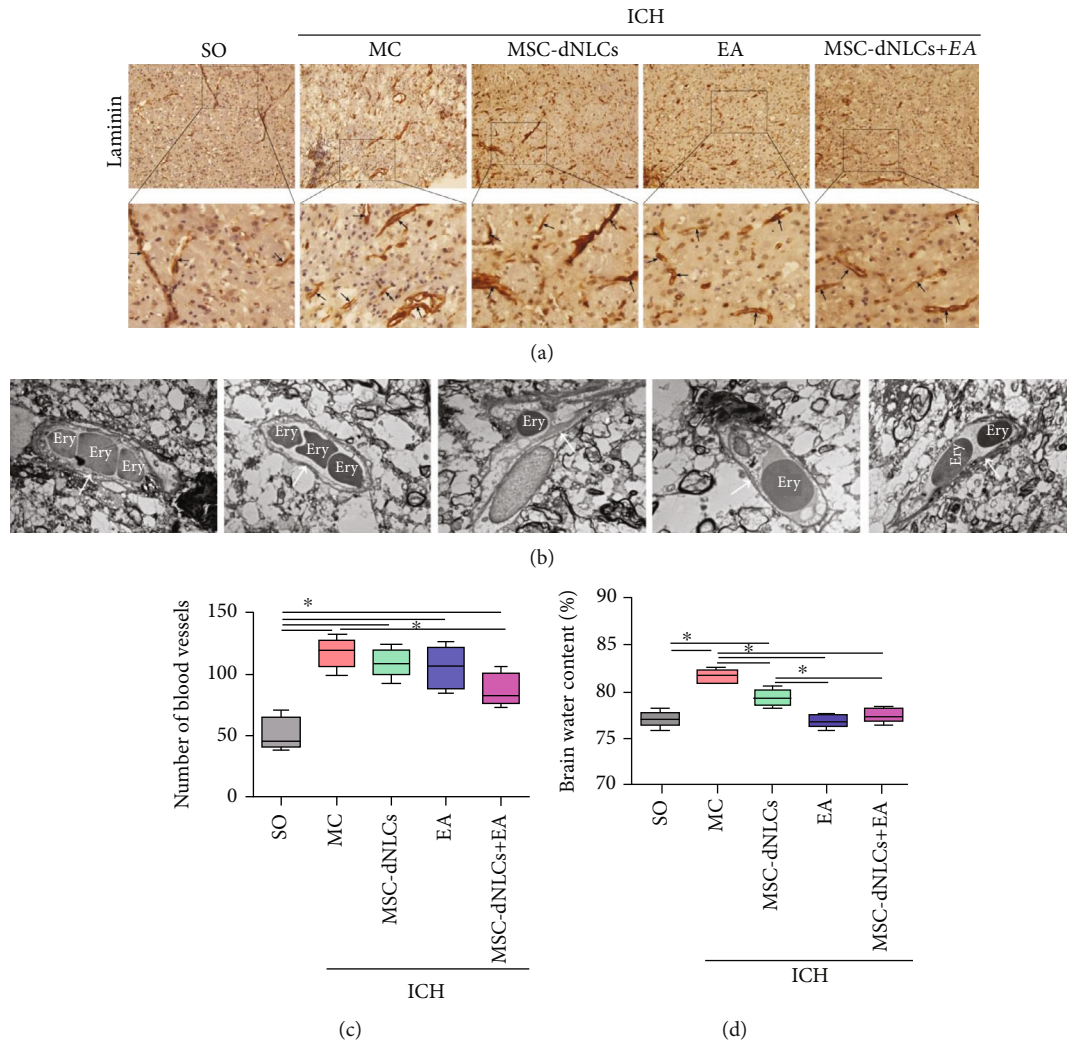 ICH
SO MC MSC-dNLCs EA MSC-dNLCs+EA
Laminin
(a)
Ery Ery Ery Ery Ery Ery Ery Ery Ery Ery
(b)
Number of blood vessels
150
100
50
0
* *
SO MC MSC-dNLCs EA MSC-dNLCs+EA
ICH
(c)
Brain water content (%)
90
85
80
75
70
* * *
SO MC MSC-dNLCs EA MSC-dNLCs+EA
ICH
(d)